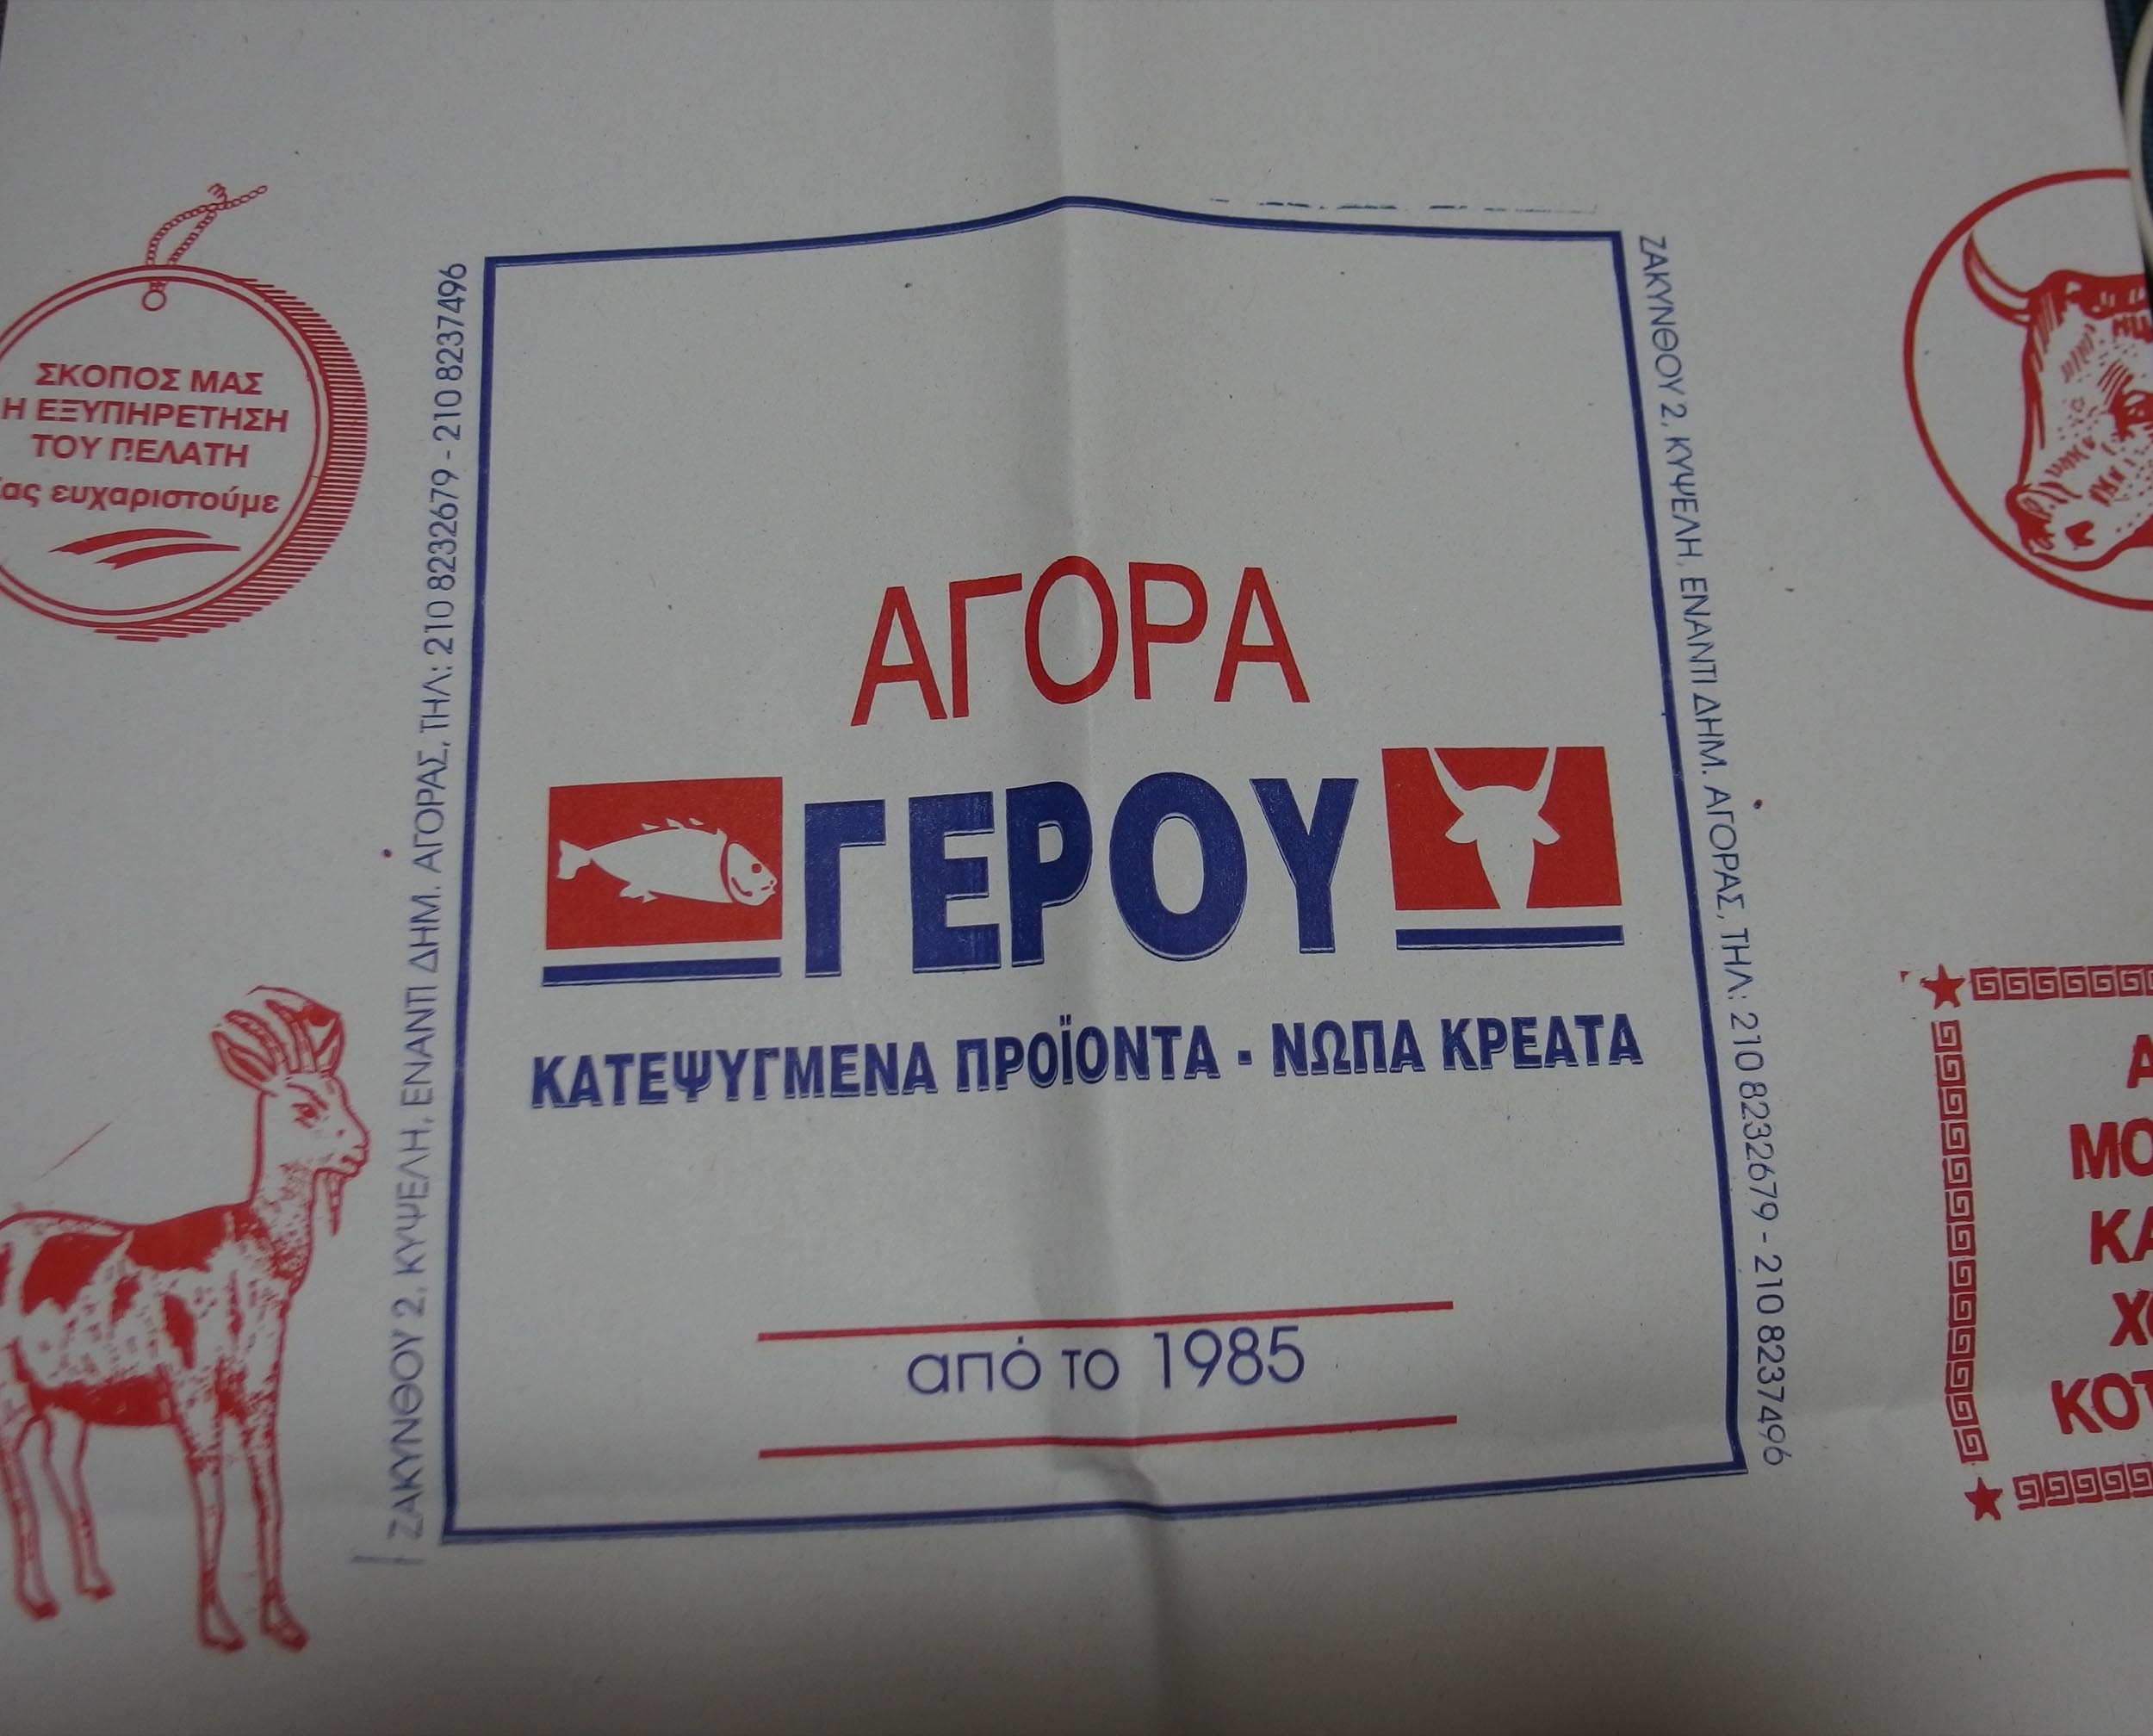 ΣΚΟΠΟΣ ΜΑΣ
Η ΕΞΥΠΗΡΕΤΗΣΗ
ΤΟΥ ΠΕΛΑΤΗ
ευχαριστούμε
ΖΑΚΥΝΘΟΥ 2, ΚΥΨΕΛΗ, ΕΝΑΝΤΙ ΔΗΜ. ΑΓΟΡΑΣ, ΤΗΛ: 210 8232679 - 210 8237496
ΑΓΟΡΑ
ΓΕΡΟΥ
ΚΑΤΕΨΥΓΜΕΝΑ ΠΡΟΪΟΝΤΑ - ΝΩΠΑ ΚΡΕΑΤΑ
από το 1985
ΖΑΚΥΝΘΟΥ 2, ΚΥΨΕΛΗ, ΕΝΑΝΤΙ ΔΗΜ. ΑΓΟΡΑΣ, ΤΗΛ: 210 8232679 - 210 8237496